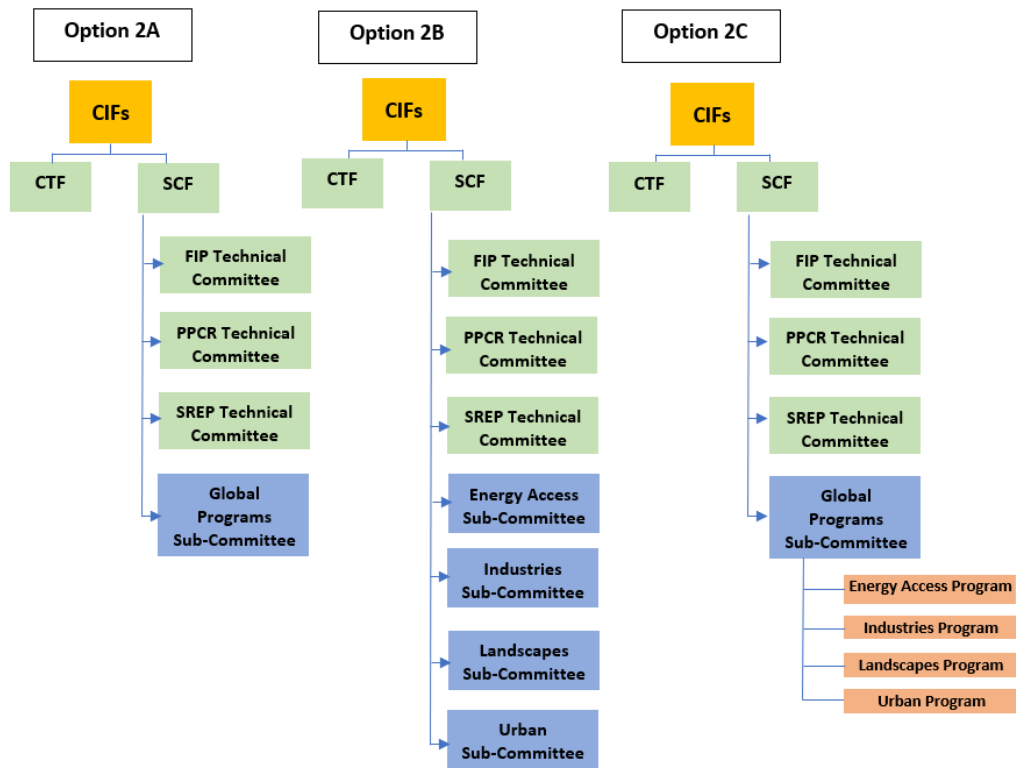 Option 2A
CIFs
CTF
SCF
FIP Technical
Committee
PPCR Technical
Committee
SREP Technical
Committee
Global
Programs
Sub-Committee
Option 2B
CIFs
CTF
SCF
FIP Technical
Committee
PPCR Technical
Committee
SREP Technical
Committee
Energy Access
Sub-Committee
Industries
Sub-Committee
Landscapes
Sub-Committee
Urban
Sub-Committee
Option 2C
CIFs
CTF
SCF
FIP Technical
Committee
PPCR Technical
Committee
SREP Technical
Committee
Global
Programs
Sub-Committee
Energy Access Program
Industries Program
Landscapes Program
Urban Program